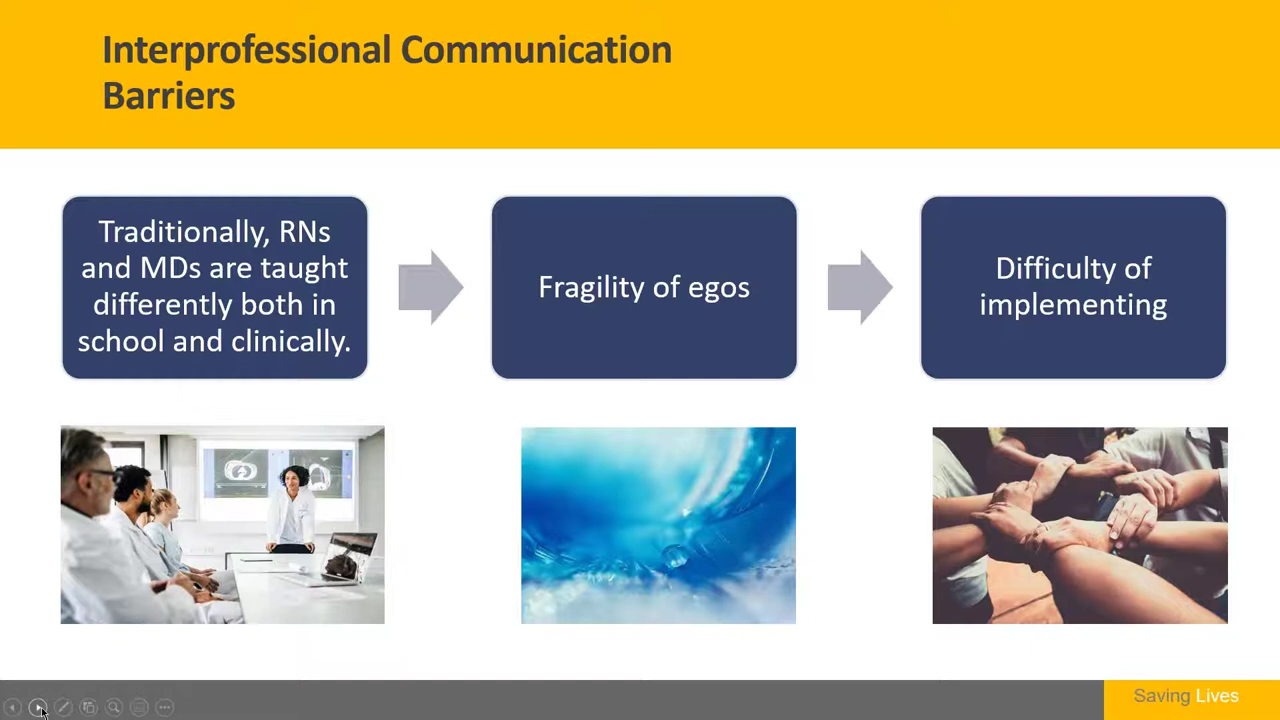 Interprofessional Communication
Barriers
Traditionally, RNs
and MDs are taught
differently both in
school and clinically.
Fragility of egos
Difficulty of
implementing
Saving Lives